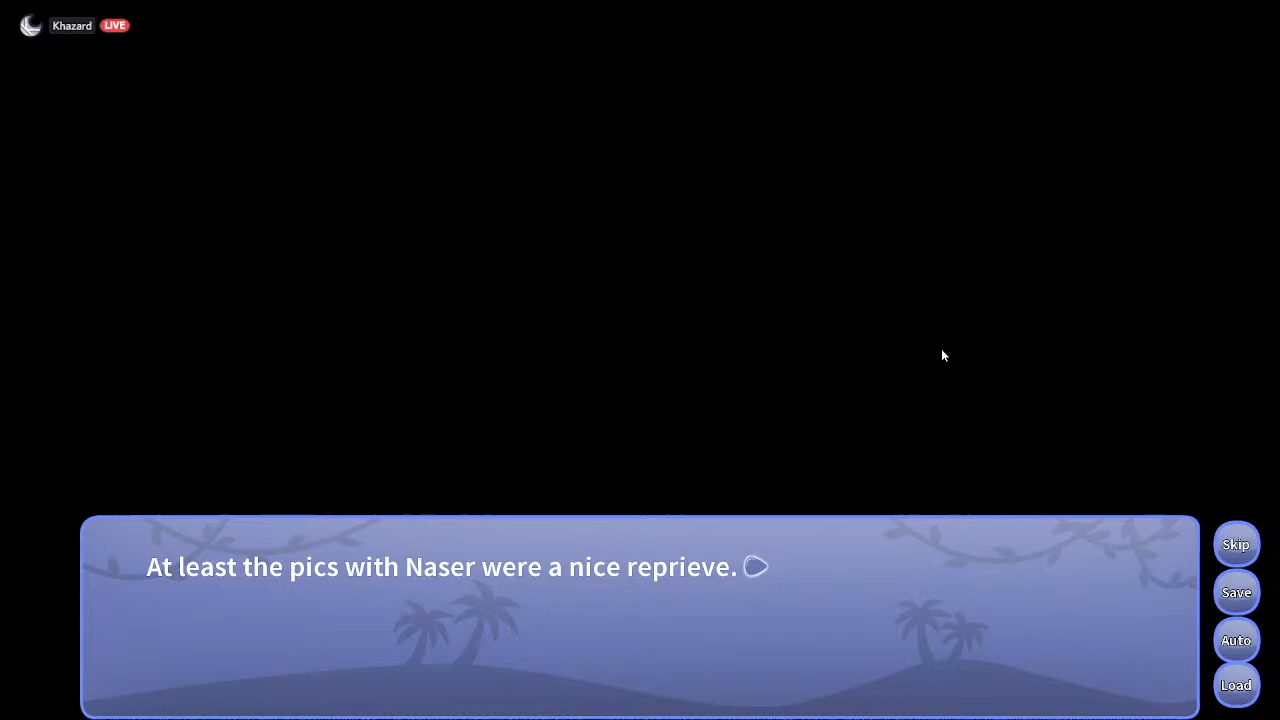 Khazard LIVE
At least the pics with Naser were a nice reprieve.
Skip
Save
Auto
Load